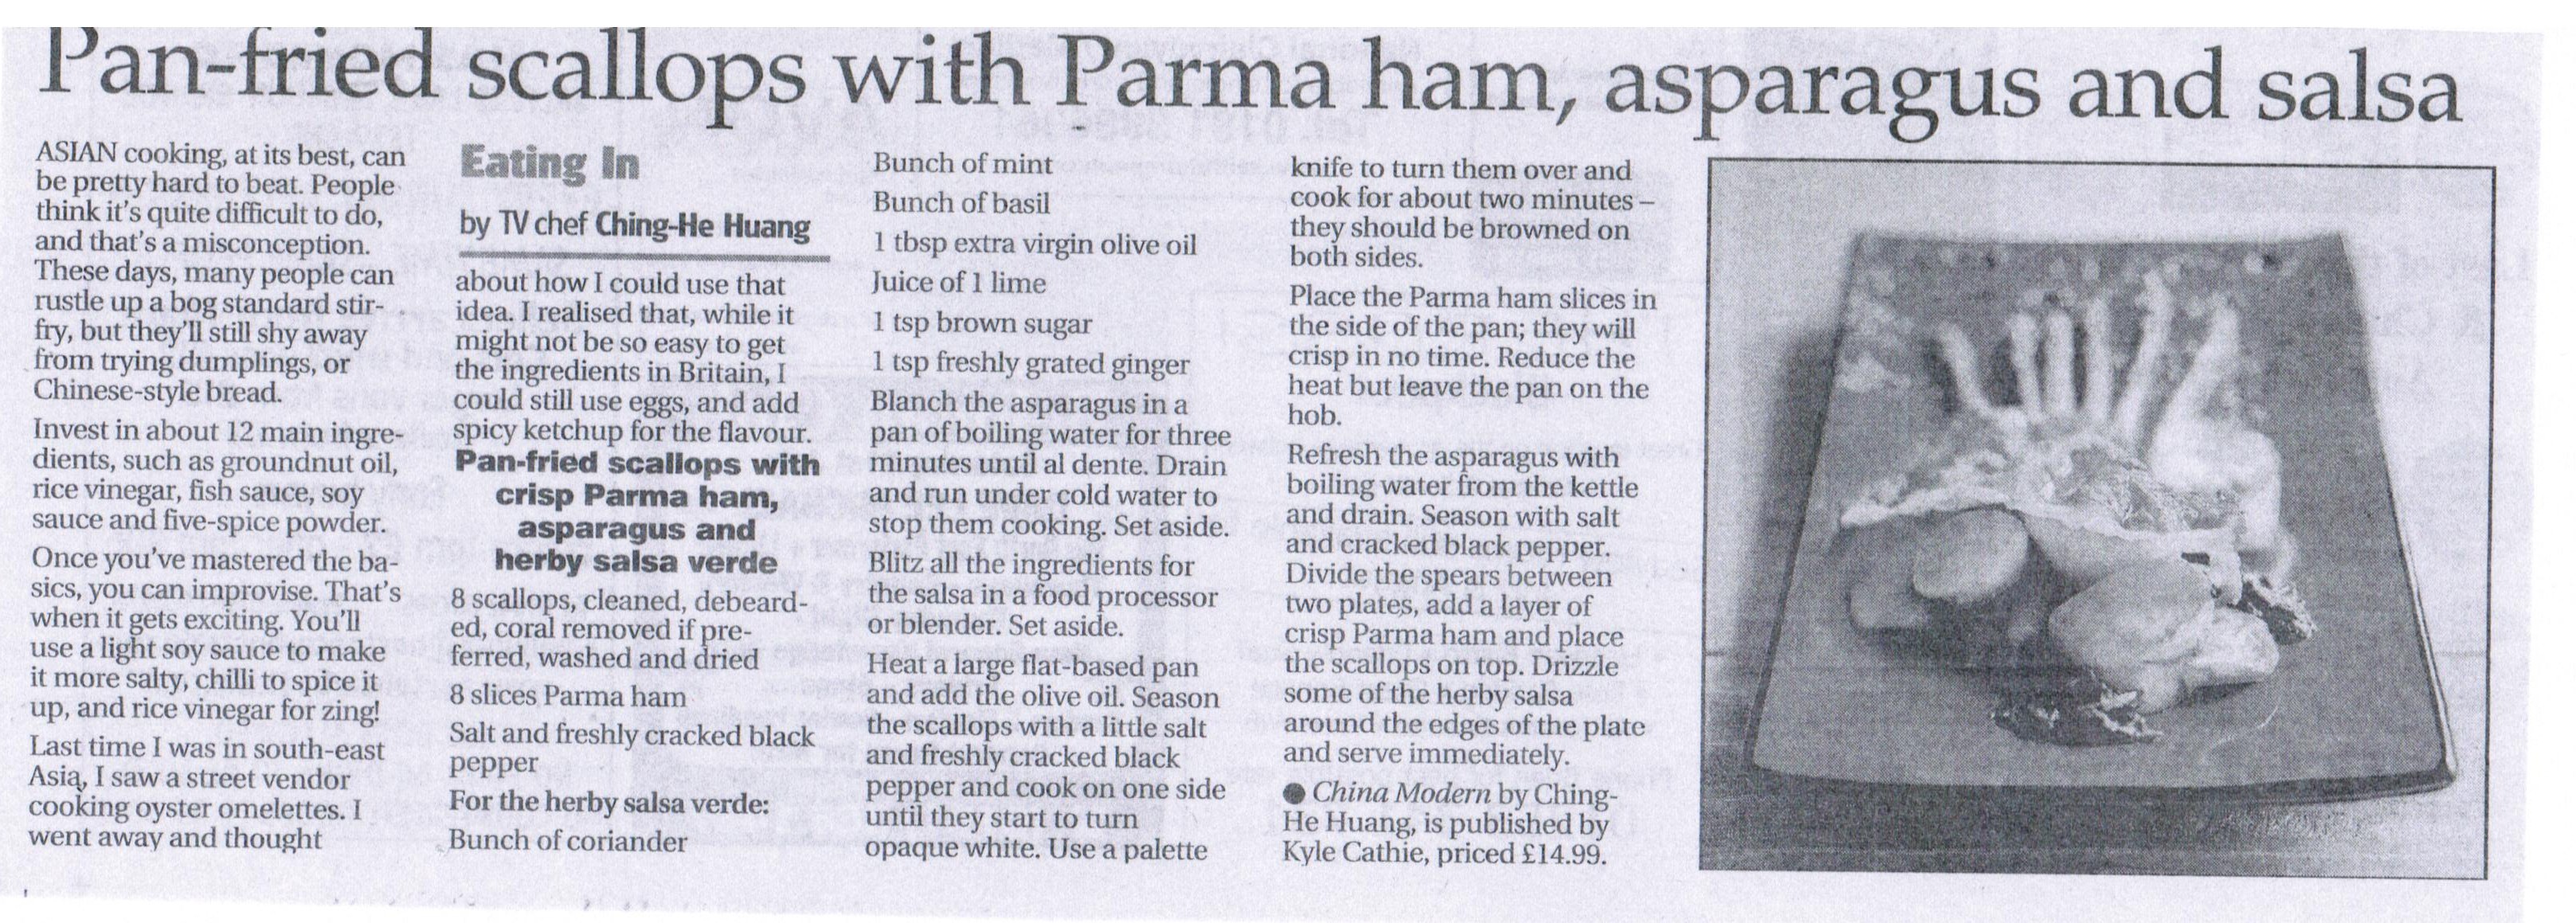 Pan-fried scallops with Parma ham, asparagus and salsa
ASIAN cooking, at its best, can
be pretty hard to beat. People
think it's quite difficult to do,
and that's a misconception.
These days, many people can
rustle up a bog standard stir-
fry, but they'll still shy away
from trying dumplings, or
Chinese-style bread.
Invest in about 12 main ingre-
dients, such as groundnut oil,
rice vinegar, fish sauce, soy
sauce and five-spice powder.
Once you've mastered the ba-
sics, you can improvise. That's
when it gets exciting. You'll
use a light soy sauce to make
it more salty, chilli to spice it
up, and rice vinegar for zing!
Last time I was in south-east
Asia, I saw a street vendor
cooking oyster omelettes. I
went away and thought
Eating In
by TV chef Ching-He Huang
about how I could use that
idea. I realised that, while it
might not be so easy to get
the ingredients in Britain, I
could still use eggs, and add
spicy ketchup for the flavour.
Pan-fried scallops with
crisp Parma ham,
asparagus and
herby salsa verde
8 scallops, cleaned, debeard-
ed, coral removed if pre-
ferred, washed and dried
8 slices Parma ham
Salt and freshly cracked black
pepper
For the herby salsa verde:
Bunch of coriander
Bunch of mint
Bunch of basil
1 tbsp extra virgin olive oil
Juice of 1 lime
1 tsp brown sugar
1 tsp freshly grated ginger
Blanch the asparagus in a
pan of boiling water for three
minutes until al dente. Drain
and run under cold water to
stop them cooking. Set aside.
Blitz all the ingredients for
the salsa in a food processor
or blender. Set aside.
Heat a large flat-based pan
and add the olive oil. Season
the scallops with a little salt
and freshly cracked black
pepper and cook on one side
until they start to turn
opaque white. Use a palette
knife to turn them over and
cook for about two minutes –
they should be browned on
both sides.
Place the Parma ham slices in
the side of the pan; they will
crisp in no time. Reduce the
heat but leave the pan on the
hob.
Refresh the asparagus with
boiling water from the kettle
and drain. Season with salt
and cracked black pepper.
Divide the spears between
two plates, add a layer of
crisp Parma ham and place
the scallops on top. Drizzle
some of the herby salsa
around the edges of the plate
and serve immediately.
● China Modern by Ching-
He Huang, is published by
Kyle Cathie, priced £14.99.